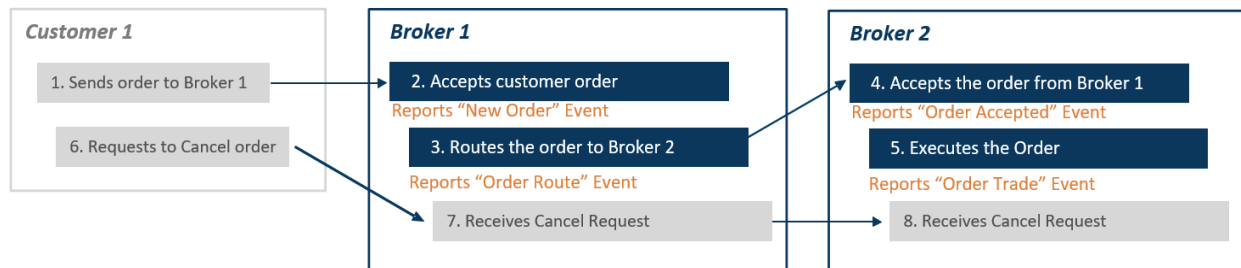 Customer 1
1. Sends order to Broker 1
6. Requests to Cancel order
Broker 1
2. Accepts customer order
Reports “New Order” Event
3. Routes the order to Broker 2
Reports “Order Route” Event
7. Receives Cancel Request
Broker 2
4. Accepts the order from Broker 1
Reports “Order Accepted” Event
5. Executes the Order
Reports “Order Trade” Event
8. Receives Cancel Request